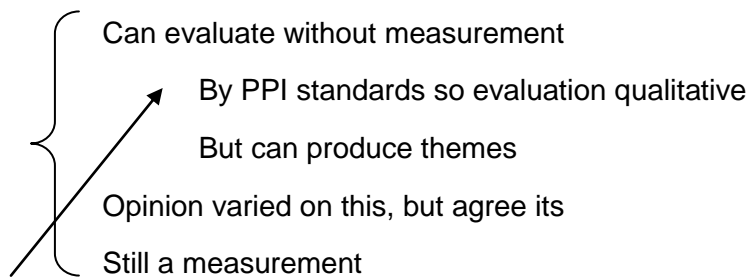 Can evaluate without measurement
By PPI standards so evaluation qualitative
But can produce themes
Opinion varied on this, but agree its
Still a measurement